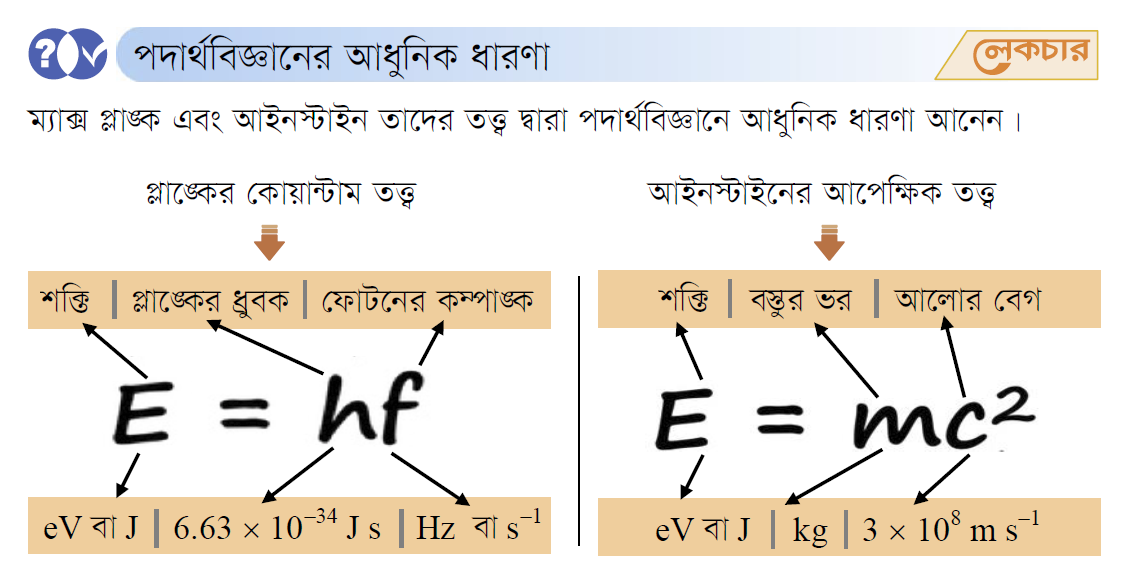 পদার্থবিজ্ঞানের আধুনিক ধারণা
লেকচার
ম্যাক্স প্লাঙ্ক এবং আইনস্টাইন তাদের তত্ত্ব দ্বারা পদার্থবিজ্ঞানে আধুনিক ধারণা আনেন।
প্লাঙ্কের কোয়ান্টাম তত্ত্ব
শক্তি | প্লাঙ্কের ধ্রুবক | ফোটনের কম্পাঙ্ক
E = hf
eV বা J | 6.63 × 10⁻³⁴ J s | Hz বা s⁻¹
আইনস্টাইনের আপেক্ষিক তত্ত্ব
শক্তি | বস্তুর ভর | আলোর বেগ
E = mc²
eV বা J | kg | 3 × 10⁸ m s⁻¹